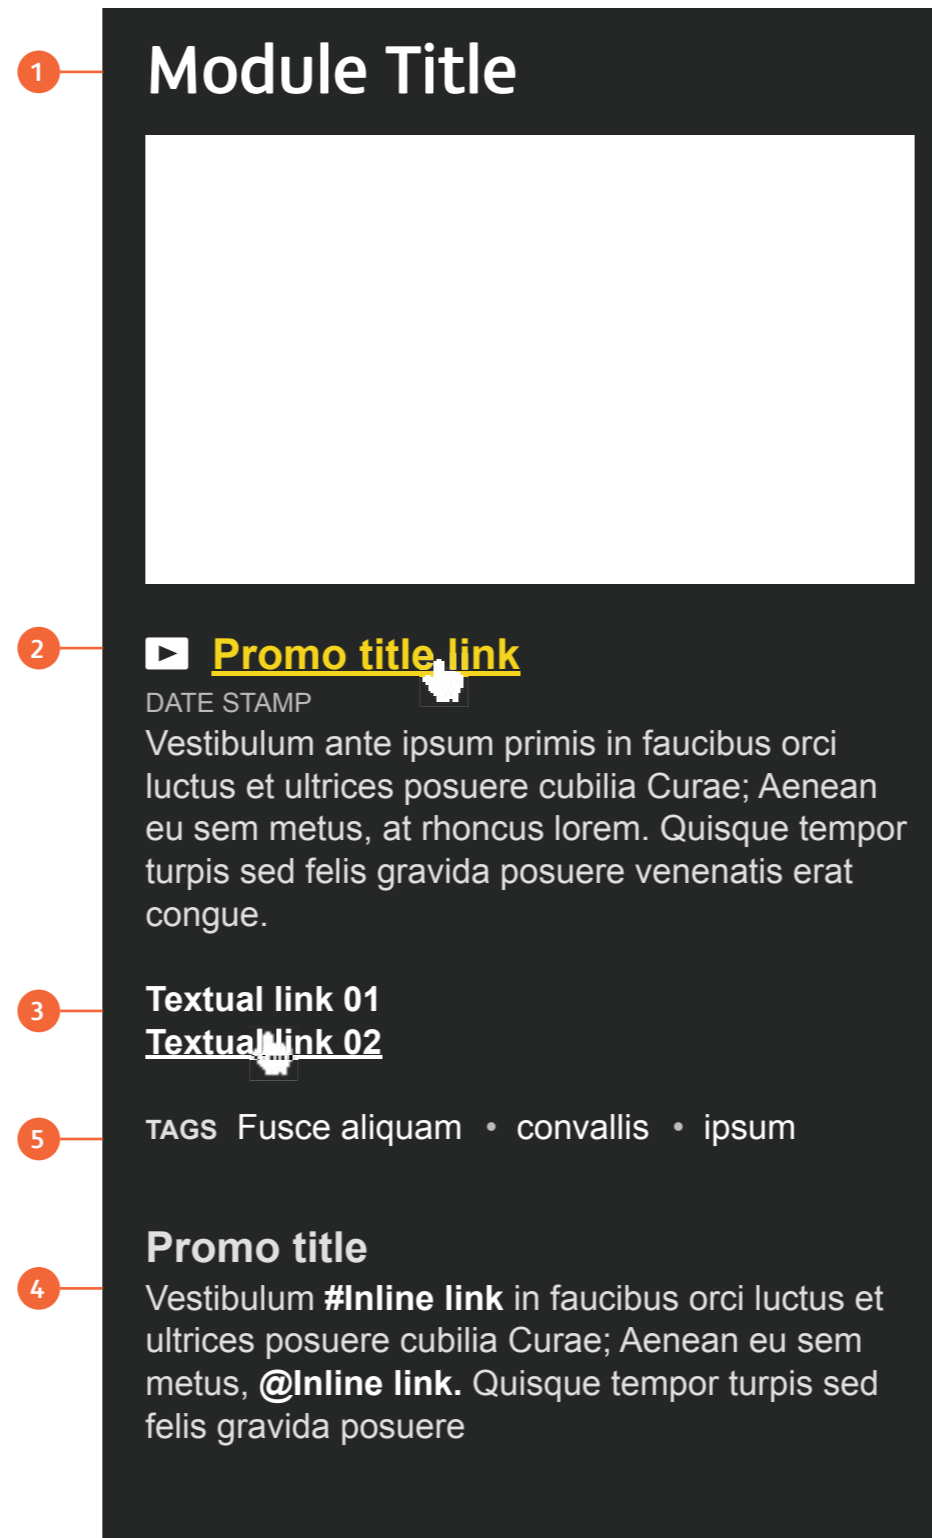 1 Module Title
2 Promo title link
DATE STAMP
Vestibulum ante ipsum primis in faucibus orci
luctus et ultrices posuere cubilia Curae; Aenean
eu sem metus, at rhoncus lorem. Quisque tempor
turpis sed felis gravida posuere venenatis erat
congue.
3 Textual link 01
Textual link 02
5 TAGS Fusce aliquam • convallis • ipsum
Promo title
4 Vestibulum #Inline link in faucibus orci luctus et
ultrices posuere cubilia Curae; Aenean eu sem
metus, @Inline link. Quisque tempor turpis sed
felis gravida posuere